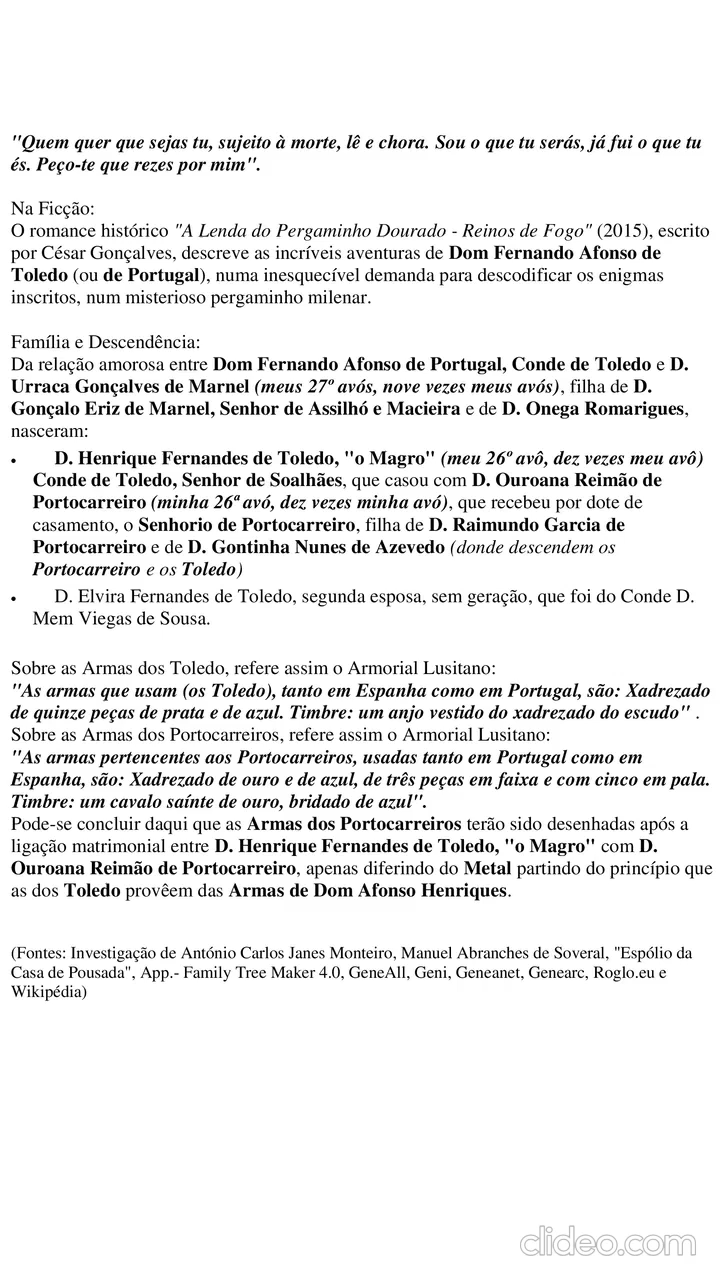 "Quem quer que sejas tu, sujeito à morte, lê e chora. Sou o que tu serás, já fui o que tu
és. Peço-te que rezes por mim".
Na Ficção:
O romance histórico "A Lenda do Pergaminho Dourado - Reinos de Fogo" (2015), escrito
por César Gonçalves, descreve as incríveis aventuras de Dom Fernando Afonso de
Toledo (ou de Portugal), numa inesquecível demanda para descodificar os enigmas
inscritos, num misterioso pergaminho milenar.
Família e Descendência:
Da relação amorosa entre Dom Fernando Afonso de Portugal, Conde de Toledo e D.
Urraca Gonçalves de Marnel (meus 27º avós, nove vezes meus avós), filha de D.
Gonçalo Eriz de Marnel, Senhor de Assilhó e Macieira e de D. Onega Romarigues,
nasceram:
• D. Henrique Fernandes de Toledo, "o Magro" (meu 26º avô, dez vezes meu avô)
Conde de Toledo, Senhor de Soalhães, que casou com D. Ouroana Reimão de
Portocarreiro (minha 26ª avó, dez vezes minha avó), que recebeu por dote de
casamento, o Senhorio de Portocarreiro, filha de D. Raimundo Garcia de
Portocarreiro e de D. Gontinha Nunes de Azevedo (donde descendem os
Portocarreiro e os Toledo)
• D. Elvira Fernandes de Toledo, segunda esposa, sem geração, que foi do Conde D.
Mem Viegas de Sousa.
Sobre as Armas dos Toledo, refere assim o Armorial Lusitano:
"As armas que usam (os Toledo), tanto em Espanha como em Portugal, são: Xadrezado
de quinze peças de prata e de azul. Timbre: um anjo vestido do xadrezado do escudo" .
Sobre as Armas dos Portocarreiros, refere assim o Armorial Lusitano:
"As armas pertencentes aos Portocarreiros, usadas tanto em Portugal como em
Espanha, são: Xadrezado de ouro e de azul, de três peças em faixa e com cinco em pala.
Timbre: um cavalo saínte de ouro, bridado de azul".
Pode-se concluir daqui que as Armas dos Portocarreiros terão sido desenhadas após a
ligação matrimonial entre D. Henrique Fernandes de Toledo, "o Magro" com D.
Ouroana Reimão de Portocarreiro, apenas diferindo do Metal partindo do princípio que
as dos Toledo provêem das Armas de Dom Afonso Henriques.
(Fontes: Investigação de António Carlos Janes Monteiro, Manuel Abranches de Soveral, "Espólio da
Casa de Pousada", App.- Family Tree Maker 4.0, GeneAll, Geni, Geneanet, Genearc, Roglo.eu e
Wikipédia)
clideo.com